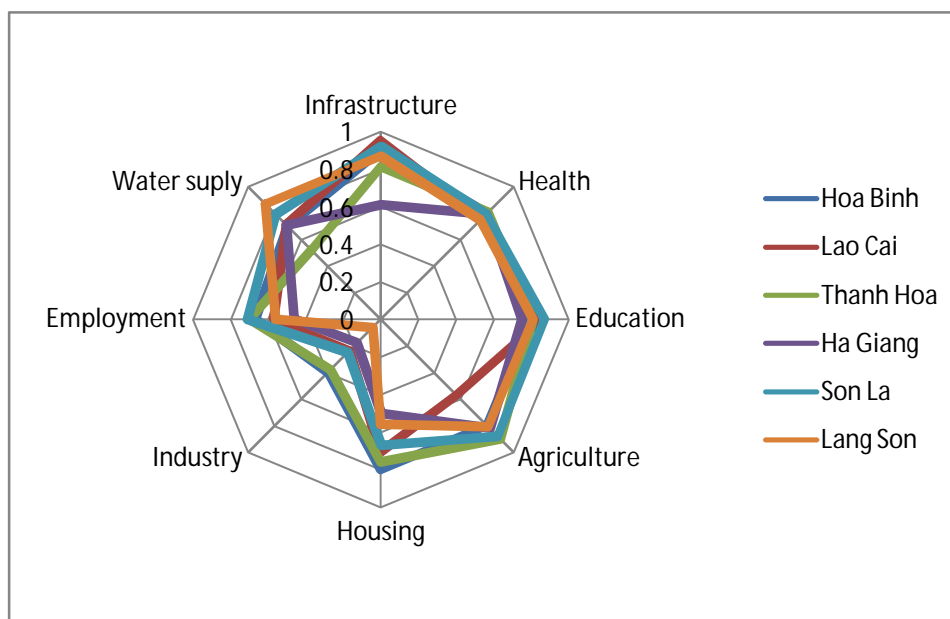 Infrastructure
1
0.8
0.6
0.4
0.2
0
Health
Education
Agriculture
Housing
Industry
Employment
Water suply
Hoa Binh
Lao Cai
Thanh Hoa
Ha Giang
Son La
Lang Son